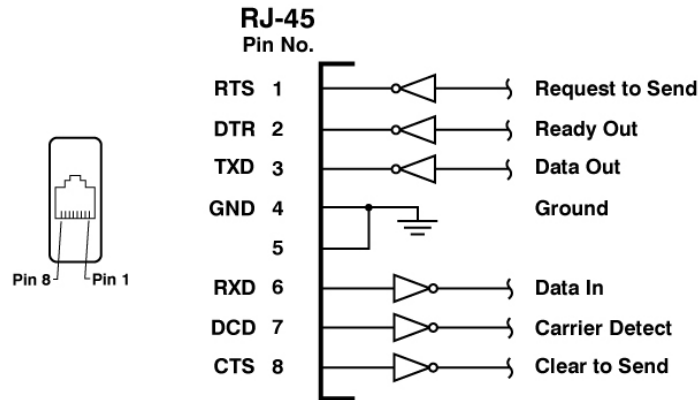 RJ-45
Pin No.
RTS 1 Request to Send
DTR 2 Ready Out
TXD 3 Data Out
GND 4 Ground
5
RXD 6 Data In
DCD 7 Carrier Detect
CTS 8 Clear to Send
Pin 8 Pin 1